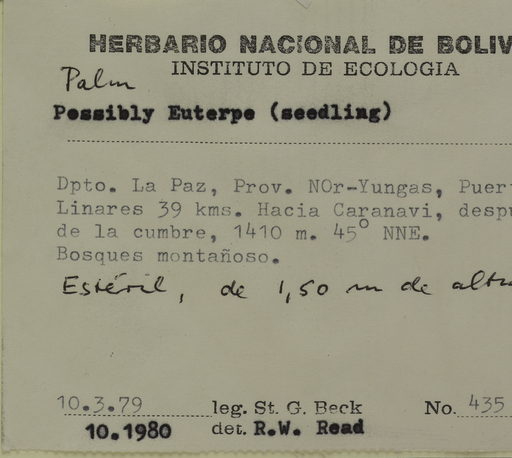 HERBARIO NACIONAL DE BOLIV
INSTITUTO DE ECOLOGIA
Palm
Possibly Euterpe (seedling)
Dpto. La Paz, Prov. NOr-Yungas, Puer
Linares 39 kms. Hacia Caranavi, despu
de la cumbre, 1410 m. 45° NNE.
Bosques montañoso.
Estéril, de 1,50 m de altu
10.3.79 leg. St. G. Beck No. 435
10.1980 det. R.W. Read